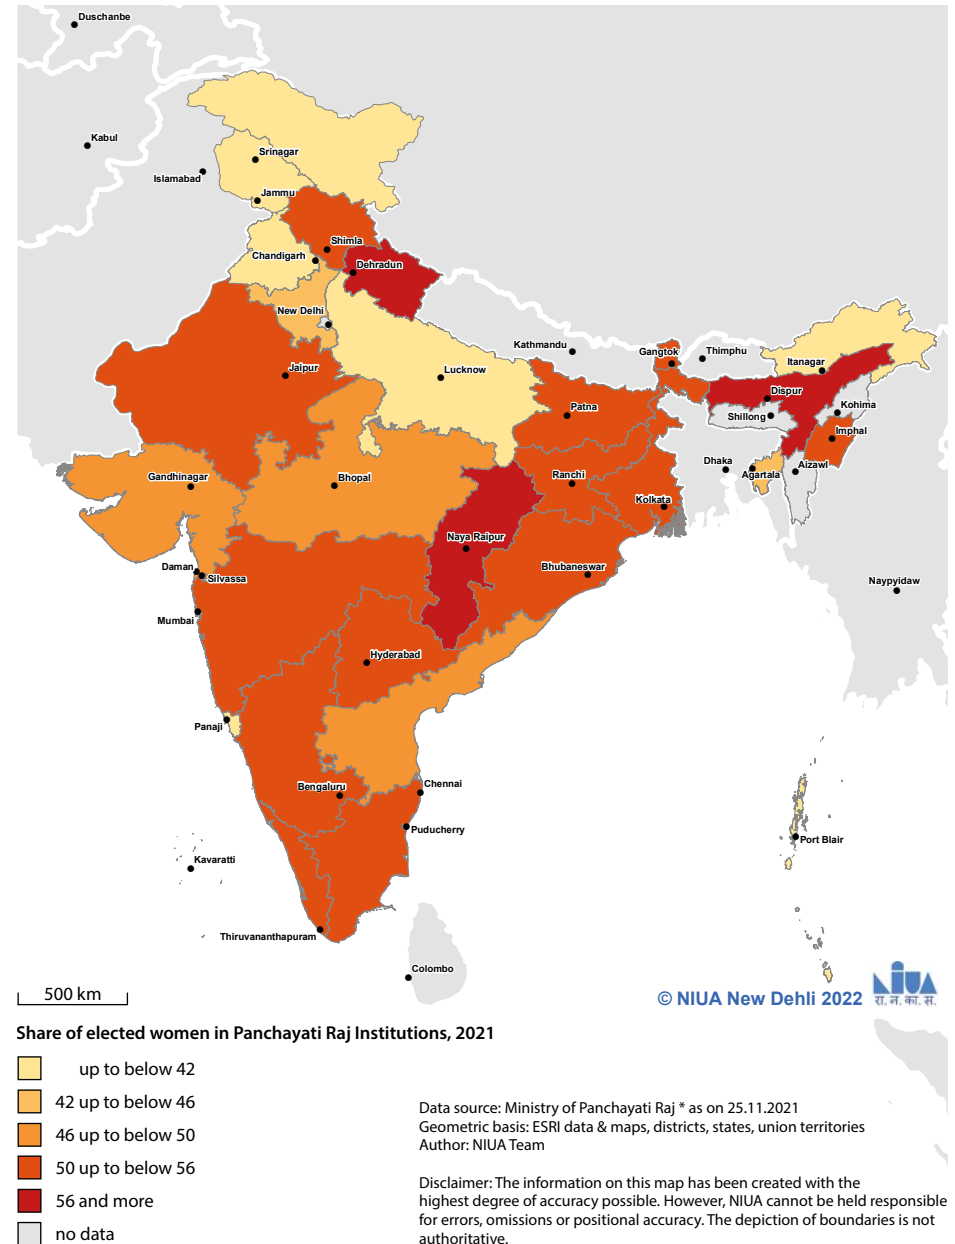 Duschanbe
Kabul
Srinagar
Islamabad
Jammu
Shimla
Chandigarh
Dehradun
New Delhi
Kathmandu
Gangtok
Thimphu
Itanagar
Jaipur
Lucknow
Dispur
Patna
Shillong
Kohima
Imphal
Dhaka
Aizawl
Agartala
Gandhinagar
Bhopal
Ranchi
Kolkata
Naya Raipur
Daman
Silvassa
Bhubaneswar
Naypyidaw
Mumbai
Hyderabad
Panaji
Bengaluru
Chennai
Puducherry
Port Blair
Kavaratti
Thiruvananthapuram
Colombo
500 km
© NIUA New Dehli 2022
NIUA
रा. न. का. स.
Share of elected women in Panchayati Raj Institutions, 2021
up to below 42
42 up to below 46
46 up to below 50
50 up to below 56
56 and more
no data
Data source: Ministry of Panchayati Raj * as on 25.11.2021
Geometric basis: ESRI data & maps, districts, states, union territories
Author: NIUA Team
Disclaimer: The information on this map has been created with the
highest degree of accuracy possible. However, NIUA cannot be held responsible
for errors, omissions or positional accuracy. The depiction of boundaries is not
authoritative.